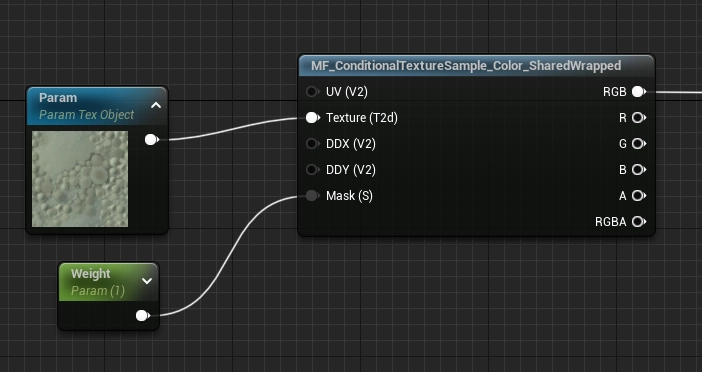 Param
Param Tex Object
Weight
Param (1)
MF_ConditionalTextureSample_Color_SharedWrapped
UV (V2)
Texture (T2d)
DDX (V2)
DDY (V2)
Mask (S)
RGB
R
G
B
A
RGBA